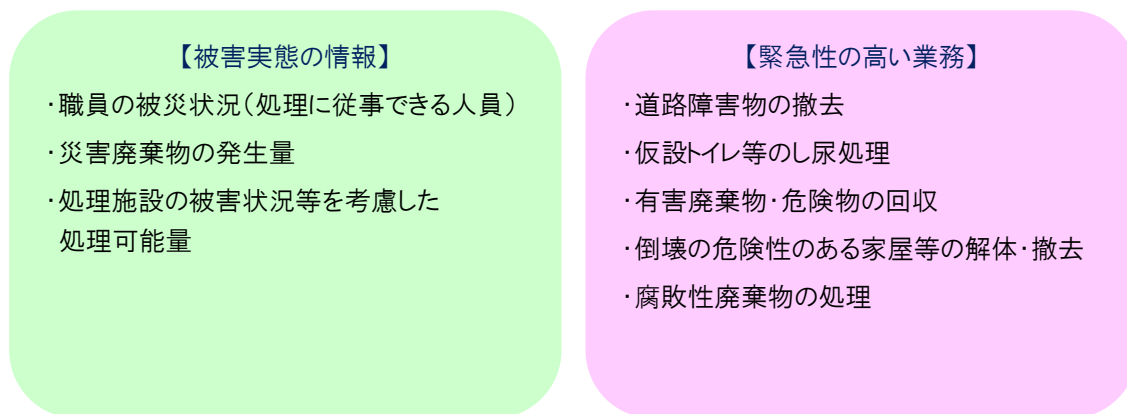 【被害実態の情報】
・職員の被災状況（処理に従事できる人員）
・災害廃棄物の発生量
・処理施設の被害状況等を考慮した
処理可能量
【緊急性の高い業務】
・道路障害物の撤去
・仮設トイレ等のし尿処理
・有害廃棄物・危険物の回収
・倒壊の危険性のある家屋等の解体・撤去
・腐敗性廃棄物の処理